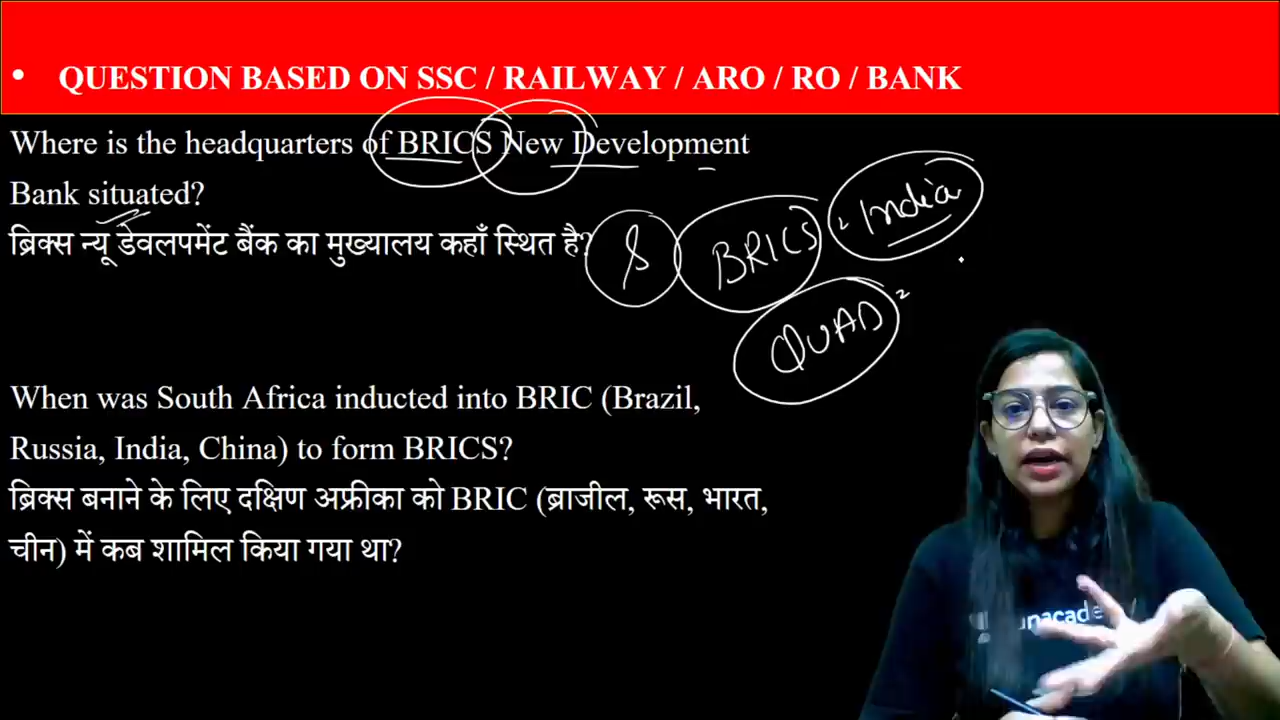 • QUESTION BASED ON SSC / RAILWAY / ARO / RO / BANK
Where is the headquarters of BRICS New Development
Bank situated?
ब्रिक्स न्यू डेवलपमेंट बैंक का मुख्यालय कहाँ स्थित है?
India
BRICS
QUAD
When was South Africa inducted into BRIC (Brazil,
Russia, India, China) to form BRICS?
ब्रिक्स बनाने के लिए दक्षिण अफ्रीका को BRIC (ब्राजील, रूस, भारत,
चीन) में कब शामिल किया गया था?
unacade